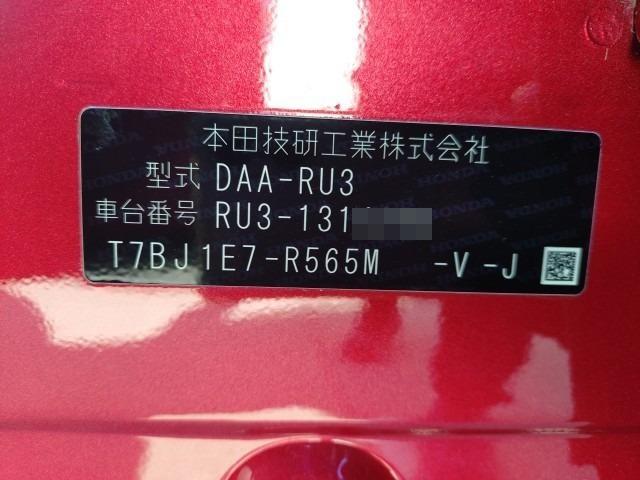 本田技研工業株式会社
型式 DAA-RU3
車台番号 RU3-131
T7BJ1E7-R565M -V -J